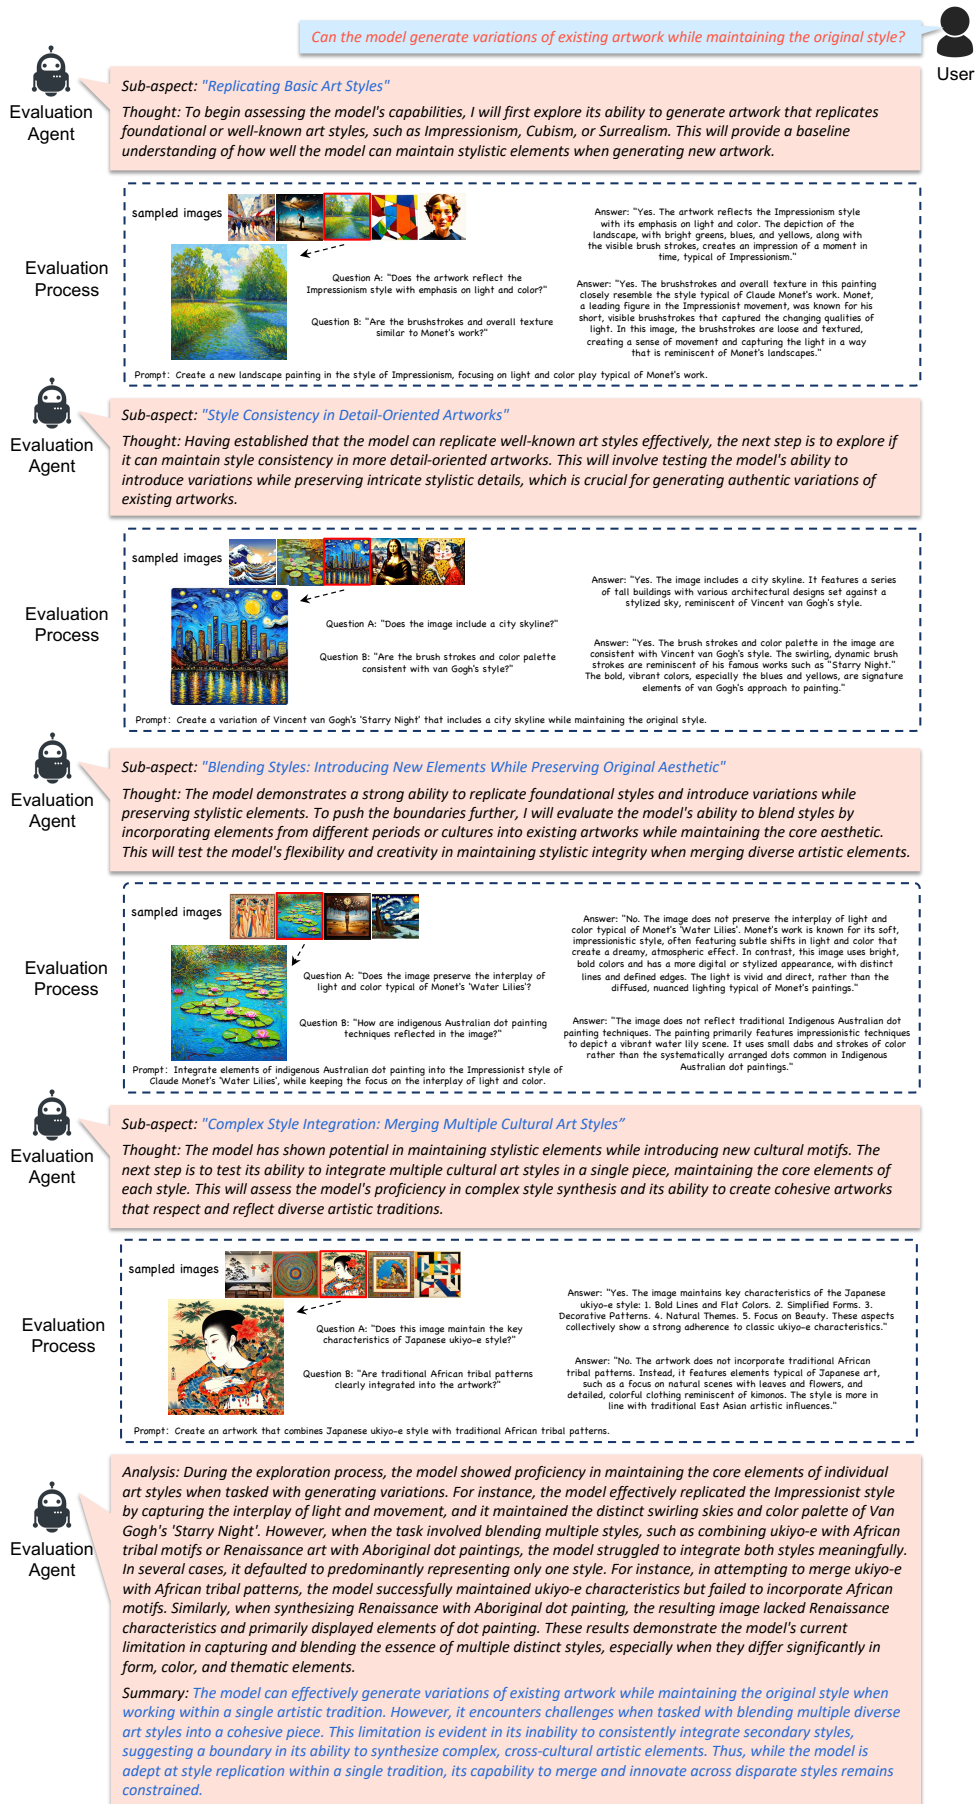 Can the model generate variations of existing artwork while maintaining the original style?
User
Evaluation
Agent
Sub-aspect: "Replicating Basic Art Styles"
Thought: To begin assessing the model's capabilities, I will first explore its ability to generate artwork that replicates
foundational or well-known art styles, such as Impressionism, Cubism, or Surrealism. This will provide a baseline
understanding of how well the model can maintain stylistic elements when generating new artwork.
Evaluation
Process
sampled images
Question A: "Does the artwork reflect the
Impressionism style with emphasis on light and color?"
Answer: "Yes. The artwork reflects the Impressionism style
with its emphasis on light and color. The depiction of the
landscape, with bright greens, blues, and yellows, along with
the visible brush strokes, creates an impression of a moment in
time, typical of Impressionism."
Question B: "Are the brushstrokes and overall texture
similar to Monet's work?"
Answer: "Yes. The brushstrokes and overall texture in this painting
closely resemble the style typical of Claude Monet's work. Monet,
a leading figure in the Impressionist movement, was known for his
short, visible brushstrokes that captured the changing qualities of
light. In this image, the brushstrokes are loose and textured,
creating a sense of movement and capturing the light in a way
that is reminiscent of Monet's landscapes."
Prompt: Create a new landscape painting in the style of Impressionism, focusing on light and color play typical of Monet's work.
Evaluation
Agent
Sub-aspect: "Style Consistency in Detail-Oriented Artworks"
Thought: Having established that the model can replicate well-known art styles effectively, the next step is to explore if
it can maintain style consistency in more detail-oriented artworks. This will involve testing the model's ability to
introduce variations while preserving intricate stylistic details, which is crucial for generating authentic variations of
existing artworks.
Evaluation
Process
sampled images
Question A: "Does the image include a city skyline?"
Answer: "Yes. The image includes a city skyline. It features a series
of tall buildings with various architectural designs set against a
stylized sky, reminiscent of Vincent van Gogh's style.
Question B: "Are the brush strokes and color palette
consistent with van Gogh's style?"
Answer: "Yes. The brush strokes and color palette in the image are
consistent with Vincent van Gogh's style. The swirling, dynamic brush
strokes are reminiscent of his famous works such as "Starry Night."
The bold, vibrant colors, especially the blues and yellows, are signature
elements of van Gogh's approach to painting."
Prompt: Create a variation of Vincent van Gogh's 'Starry Night' that includes a city skyline while maintaining the original style.
Evaluation
Agent
Sub-aspect: "Blending Styles: Introducing New Elements While Preserving Original Aesthetic"
Thought: The model demonstrates a strong ability to replicate foundational styles and introduce variations while
preserving stylistic elements. To push the boundaries further, I will evaluate the model's ability to blend styles by
incorporating elements from different periods or cultures into existing artworks while maintaining the core aesthetic.
This will test the model's flexibility and creativity in maintaining stylistic integrity when merging diverse artistic elements.
Evaluation
Process
sampled images
Question A: "Does the image preserve the interplay of
light and color typical of Monet's 'Water Lilies'?
Answer: "No. The image does not preserve the interplay of light and
color typical of Monet's 'Water Lilies'. Monet's work is known for its soft,
impressionistic style, often featuring subtle shifts in light and color that
create a dreamy, atmospheric effect. In contrast, this image uses bright,
bold colors and has a more digital or stylized appearance, with distinct
lines and defined edges. The light is vivid and direct, rather than the
diffused, nuanced lighting typical of Monet's paintings."
Question B: "How are indigenous Australian dot painting
techniques reflected in the image?"
Answer: "The image does not reflect traditional Indigenous Australian dot
painting techniques. The painting primarily features impressionistic techniques
to depict a vibrant water lily scene. It uses small dabs and strokes of color
rather than the systematically arranged dots common in Indigenous
Australian dot paintings."
Prompt: Integrate elements of indigenous Australian dot painting into the Impressionist style of
Claude Monet's 'Water Lilies', while keeping the focus on the interplay of light and color.
Evaluation
Agent
Sub-aspect: "Complex Style Integration: Merging Multiple Cultural Art Styles”
Thought: The model has shown potential in maintaining stylistic elements while introducing new cultural motifs. The
next step is to test its ability to integrate multiple cultural art styles in a single piece, maintaining the core elements of
each style. This will assess the model's proficiency in complex style synthesis and its ability to create cohesive artworks
that respect and reflect diverse artistic traditions.
Evaluation
Process
sampled images
Question A: "Does this image maintain the key
characteristics of Japanese ukiyo-e style?"
Answer: "Yes. The image maintains key characteristics of the Japanese
ukiyo-e style: 1. Bold Lines and Flat Colors. 2. Simplified Forms. 3.
Decorative Patterns. 4. Natural Themes. 5. Focus on Beauty. These aspects
collectively show a strong adherence to classic ukiyo-e characteristics."
Question B: "Are traditional African tribal patterns
clearly integrated into the artwork?"
Answer: "No. The artwork does not incorporate traditional African
tribal patterns. Instead, it features elements typical of Japanese art,
such as a focus on natural scenes with leaves and flowers, and
detailed, colorful clothing reminiscent of kimonos. The style is more in
line with traditional East Asian artistic influences."
Prompt: Create an artwork that combines Japanese ukiyo-e style with traditional African tribal patterns.
Evaluation
Agent
Analysis: During the exploration process, the model showed proficiency in maintaining the core elements of individual
art styles when tasked with generating variations. For instance, the model effectively replicated the Impressionist style
by capturing the interplay of light and movement, and it maintained the distinct swirling skies and color palette of Van
Gogh's 'Starry Night'. However, when the task involved blending multiple styles, such as combining ukiyo-e with African
tribal motifs or Renaissance art with Aboriginal dot paintings, the model struggled to integrate both styles meaningfully.
In several cases, it defaulted to predominantly representing only one style. For instance, in attempting to merge ukiyo-e
with African tribal patterns, the model successfully maintained ukiyo-e characteristics but failed to incorporate African
motifs. Similarly, when synthesizing Renaissance with Aboriginal dot painting, the resulting image lacked Renaissance
characteristics and primarily displayed elements of dot painting. These results demonstrate the model's current
limitation in capturing and blending the essence of multiple distinct styles, especially when they differ significantly in
form, color, and thematic elements.
Summary: The model can effectively generate variations of existing artwork while maintaining the original style when
working within a single artistic tradition. However, it encounters challenges when tasked with blending multiple diverse
art styles into a cohesive piece. This limitation is evident in its inability to consistently integrate secondary styles,
suggesting a boundary in its ability to synthesize complex, cross-cultural artistic elements. Thus, while the model is
adept at style replication within a single tradition, its capability to merge and innovate across disparate styles remains
constrained.